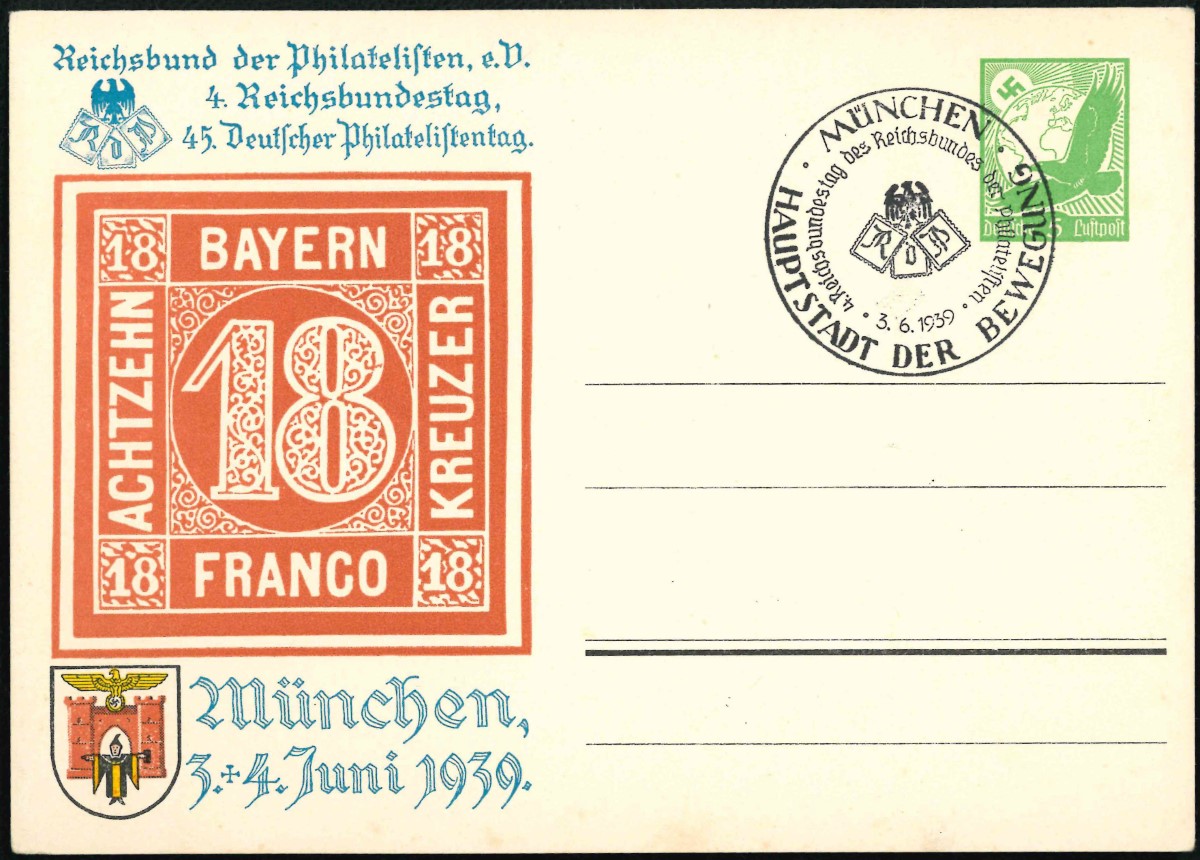 Reichsbund der Philatelisten, e.V.
4. Reichsbundestag,
45. Deutscher Philatelistentag.
R d P
18 BAYERN 18
ACHTZEHN
18
KREUZER
18 FRANCO 18
München,
3.+4. Juni 1939.
MÜNCHEN
HAUPTSTADT DER BEWEGUNG
4. Reichsbundestag des Reichsbundes der Philatelisten
R d P
3.6.1939
Luftpost